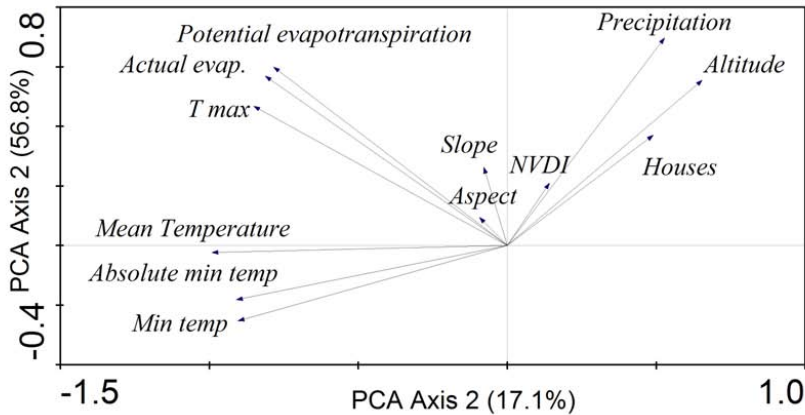 0.8
Potential evapotranspiration
Precipitation
Actual evap.
Altitude
T max
Slope
NVDI
Houses
Aspect
PCA Axis 2 (56.8%)
Mean Temperature
Absolute min temp
Min temp
-0.4
-1.5
PCA Axis 2 (17.1%)
1.0